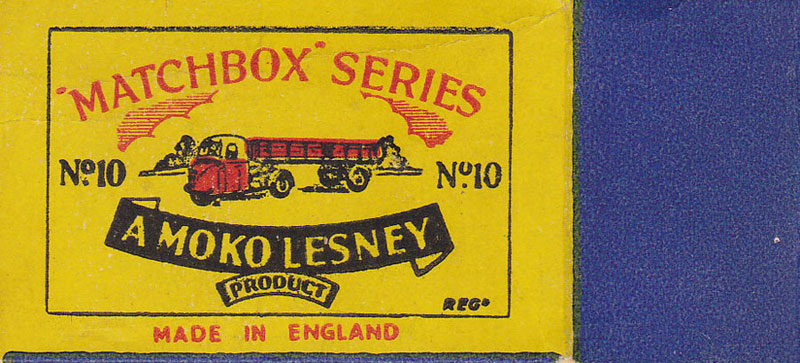 "MATCHBOX" SERIES
Nº10 Nº10
A MOKO LESNEY
PRODUCT
REGD
MADE IN ENGLAND